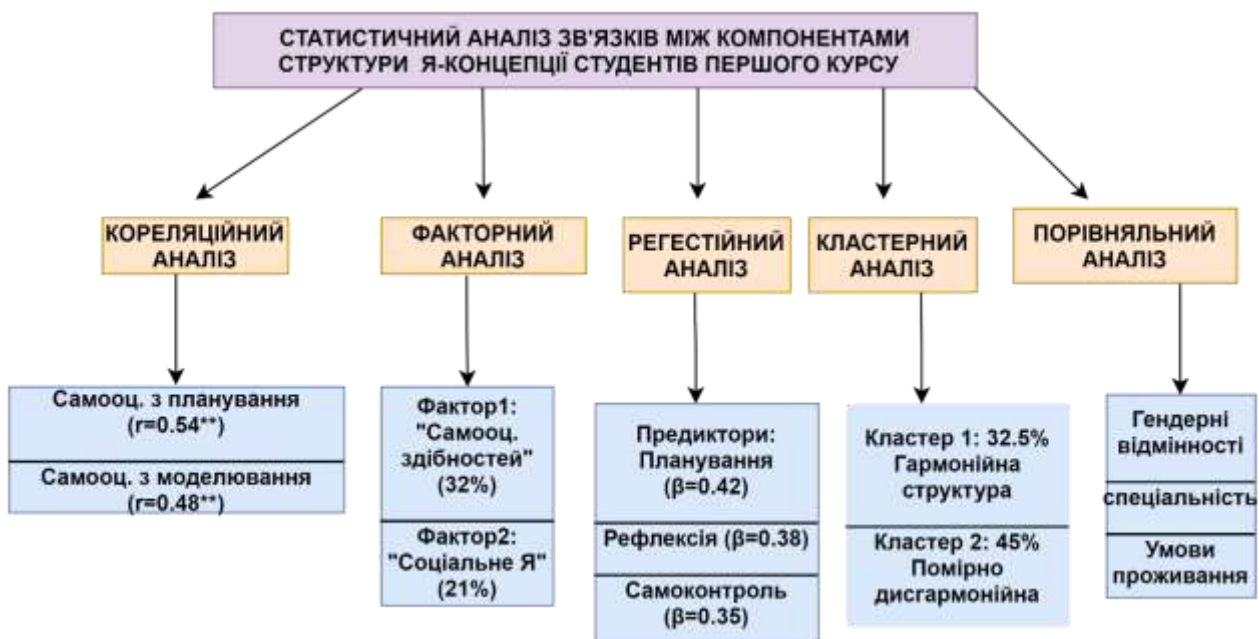 СТАТИСТИЧНИЙ АНАЛІЗ ЗВ'ЯЗКІВ МІЖ КОМПОНЕНТАМИ
СТРУКТУРИ Я-КОНЦЕПЦІЇ СТУДЕНТІВ ПЕРШОГО КУРСУ
КОРЕЛЯЦІЙНИЙ
АНАЛІЗ
ФАКТОРНИЙ
АНАЛІЗ
РЕГЕСТІЙНИЙ
АНАЛІЗ
КЛАСТЕРНИЙ
АНАЛІЗ
ПОРІВНЯЛЬНИЙ
АНАЛІЗ
Самооц. з планування
(r=0.54**)
Самооц. з моделювання
(r=0.48**)
Фактор1:
"Самооц.
здібностей"
(32%)
Фактор2:
"Соціальне Я"
(21%)
Предиктори:
Планування
(β=0.42)
Рефлексія (β=0.38)
Самоконтроль
(β=0.35)
Кластер 1: 32.5%
Гармонійна
структура
Кластер 2: 45%
Помірно
дисгармонійна
Гендерні
відмінності
спеціальність
Умови
проживання